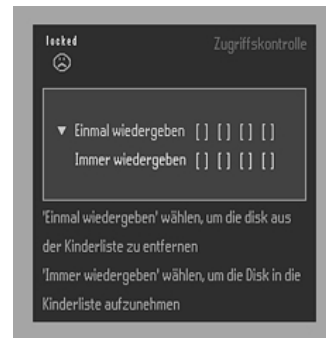 locked
Zugriffskontrolle
▼ Einmal wiedergeben [ ] [ ] [ ] [ ]
Immer wiedergeben [ ] [ ] [ ] [ ]
'Einmal wiedergeben' wählen, um die disk aus
der Kinderliste zu entfernen
'Immer wiedergeben' wählen, um die Disk in die
Kinderliste aufzunehmen